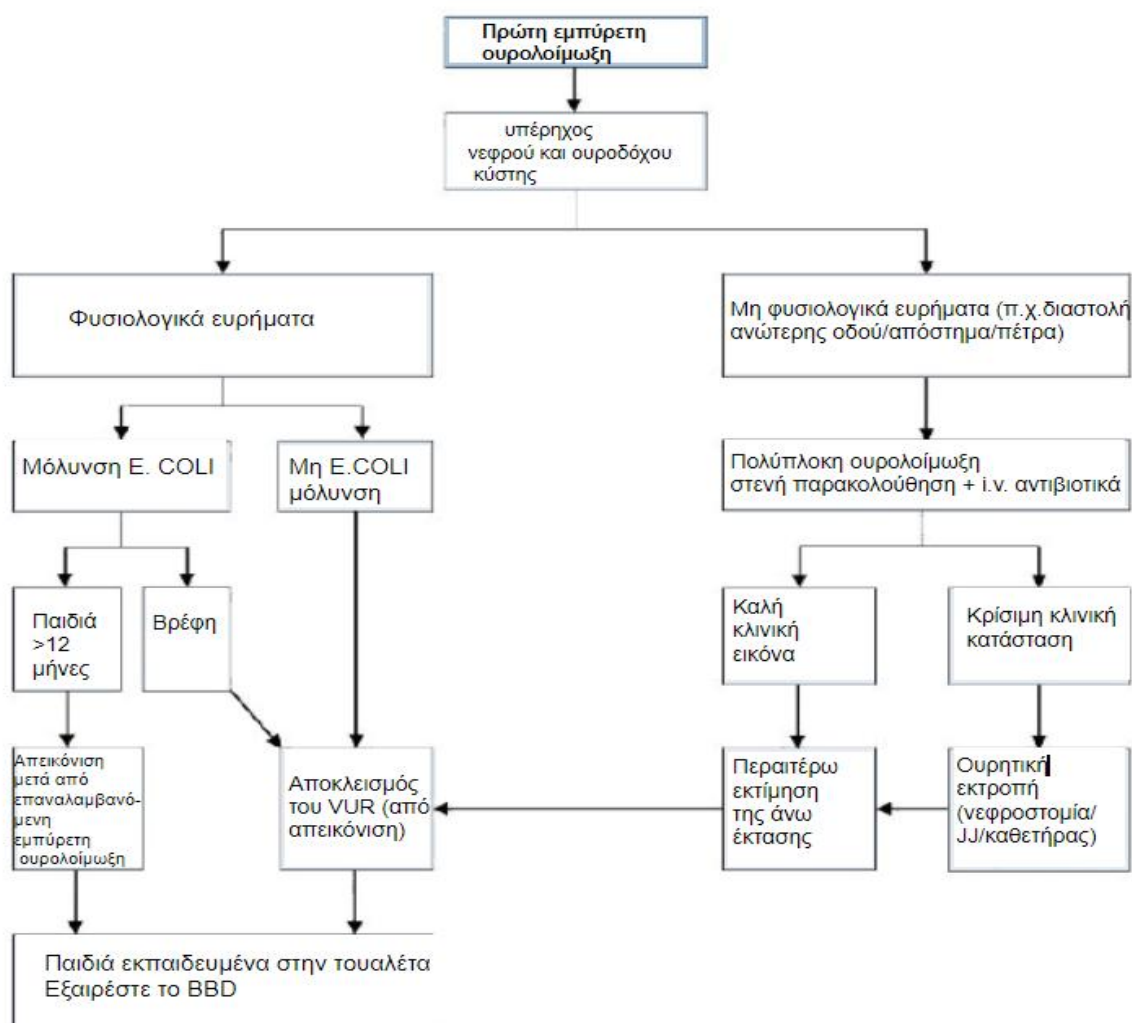 Πρώτη εμπύρετη
ουρολοίμωξη
υπέρηχος
νεφρού και ουροδόχου
κύστης
Φυσιολογικά ευρήματα
Μη φυσιολογικά ευρήματα (π.χ.διαστολή
ανώτερης οδού/απόστημα/πέτρα)
Μόλυνση E. COLI
Μη E.COLI
μόλυνση
Πολύπλοκη ουρολοίμωξη
στενή παρακολούθηση + i.v. αντιβιοτικά
Παιδιά
>12
μήνες
Βρέφη
Καλή
κλινική
εικόνα
Κρίσιμη κλινική
κατάσταση
Απεικόνιση
μετά από
επαναλαμβανό-
μενη
εμπύρετη
ουρολοίμωξη
Αποκλεισμός
του VUR (από
απεικόνιση)
Περαιτέρω
εκτίμηση
της άνω
έκτασης
Ουρητική
εκτροπή
(νεφροστομία/
JJ/καθετήρας)
Παιδιά εκπαιδευμένα στην τουαλέτα
Εξαιρέστε το BBD